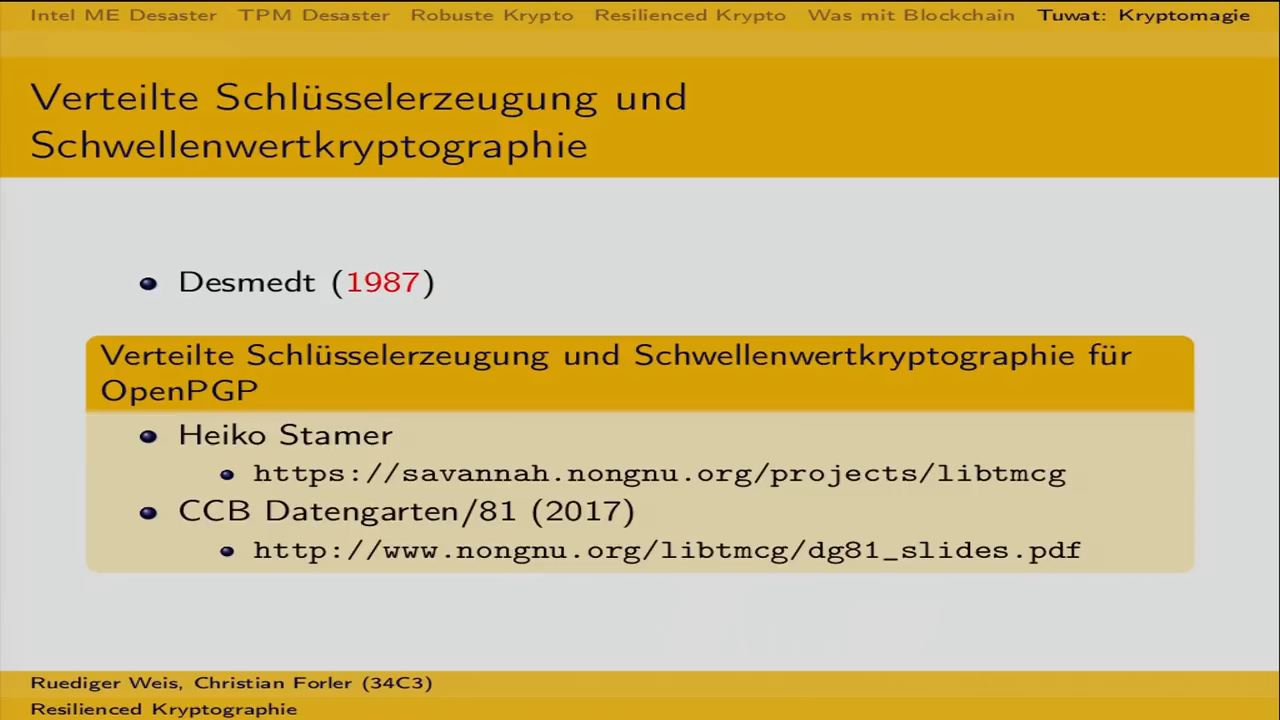 Intel ME Desaster TPM Desaster Robuste Krypto Resilienced Krypto Was mit Blockchain Tuwat: Kryptomagie
Verteilte Schlüsselerzeugung und
Schwellenwertkryptographie
Desmedt (1987)
Verteilte Schlüsselerzeugung und Schwellenwertkryptographie für
OpenPGP
Heiko Stamer
https://savannah.nongnu.org/projects/libtmcg
CCB Datengarten/81 (2017)
http://www.nongnu.org/libtmcg/dg81_slides.pdf
Ruediger Weis, Christian Forler (34C3)
Resilienced Kryptographie